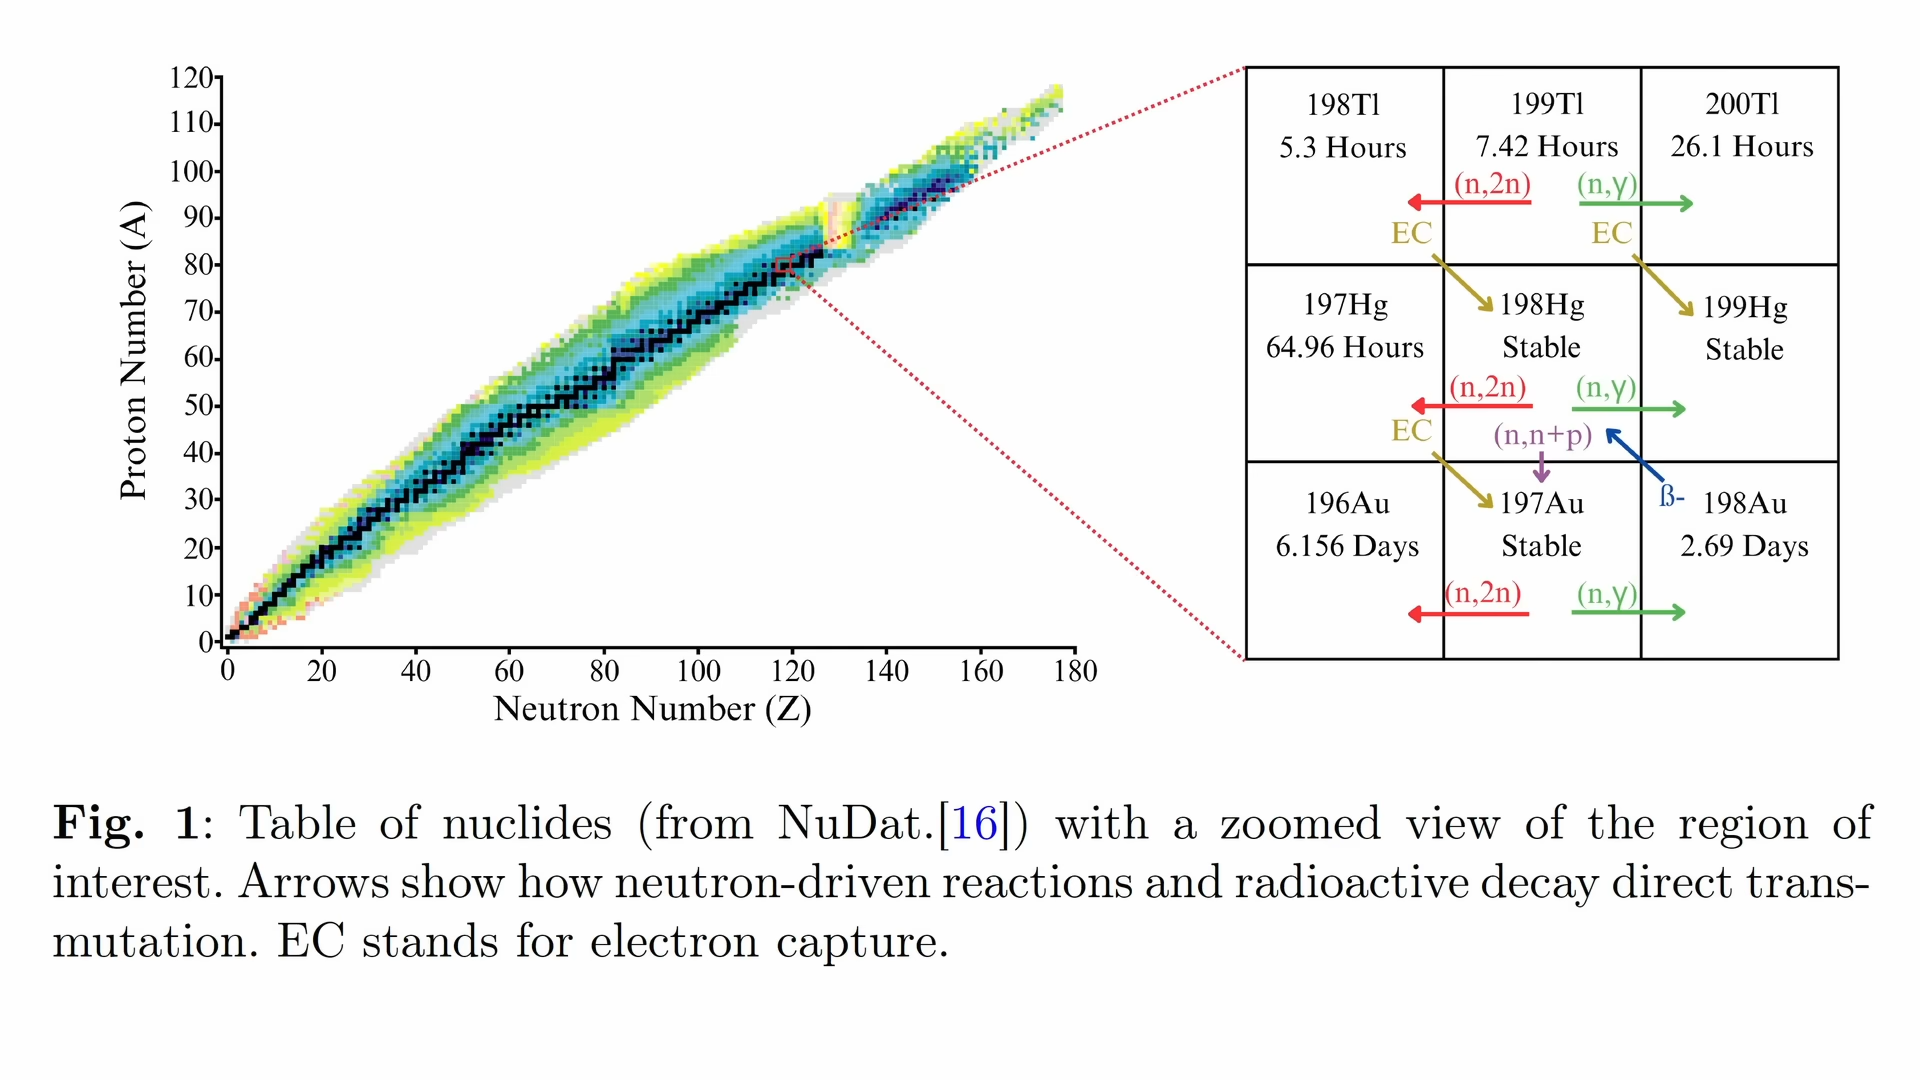 120
110
100
90
80
70
60
50
40
30
20
10
0
Proton Number (A)
0 20 40 60 80 100 120 140 160 180
Neutron Number (Z)
198Tl
5.3 Hours
199Tl
7.42 Hours
200Tl
26.1 Hours
(n,2n) (n,γ)
EC EC
197Hg
64.96 Hours
198Hg
Stable
199Hg
Stable
(n,2n) (n,γ)
EC (n,n+p)
196Au
6.156 Days
197Au
Stable
ß- 198Au
2.69 Days
(n,2n) (n,γ)
Fig. 1: Table of nuclides (from NuDat.[16]) with a zoomed view of the region of
interest. Arrows show how neutron-driven reactions and radioactive decay direct trans-
mutation. EC stands for electron capture.